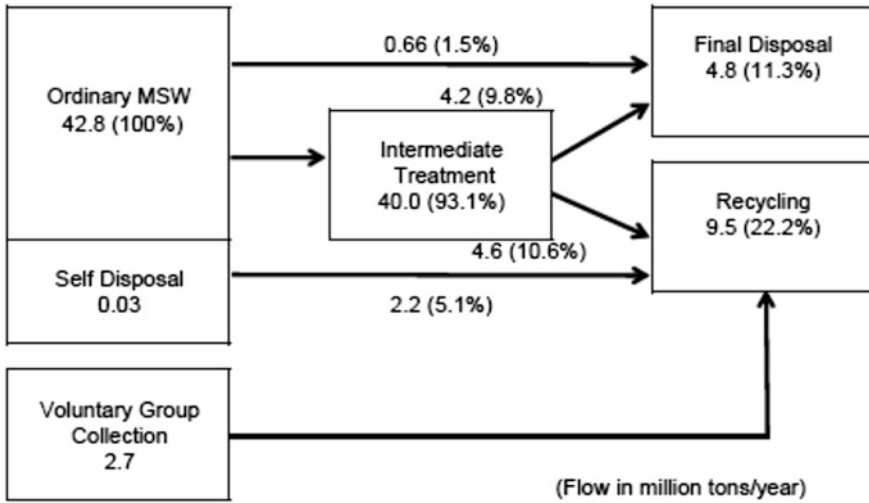 Ordinary MSW
42.8 (100%)
0.66 (1.5%)
Final Disposal
4.8 (11.3%)
4.2 (9.8%)
Intermediate
Treatment
40.0 (93.1%)
Recycling
9.5 (22.2%)
4.6 (10.6%)
Self Disposal
0.03
2.2 (5.1%)
Voluntary Group
Collection
2.7
(Flow in million tons/year)